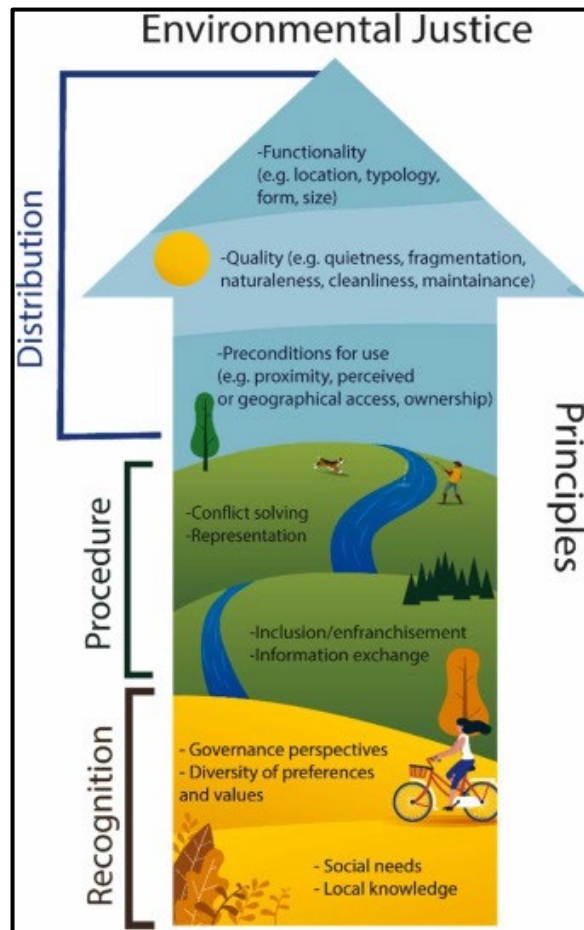 Environmental Justice
-Functionality
(e.g. location, typology,
form, size)
-Quality (e.g. quietness, fragmentation,
naturaleness, cleanliness, maintainance)
-Preconditions for use
(e.g. proximity, perceived
or geographical access, ownership)
Distribution
Principles
-Conflict solving
-Representation
-Inclusion/enfranchisement
-Information exchange
Procedure
- Governance perspectives
- Diversity of preferences
and values
- Social needs
- Local knowledge
Recognition